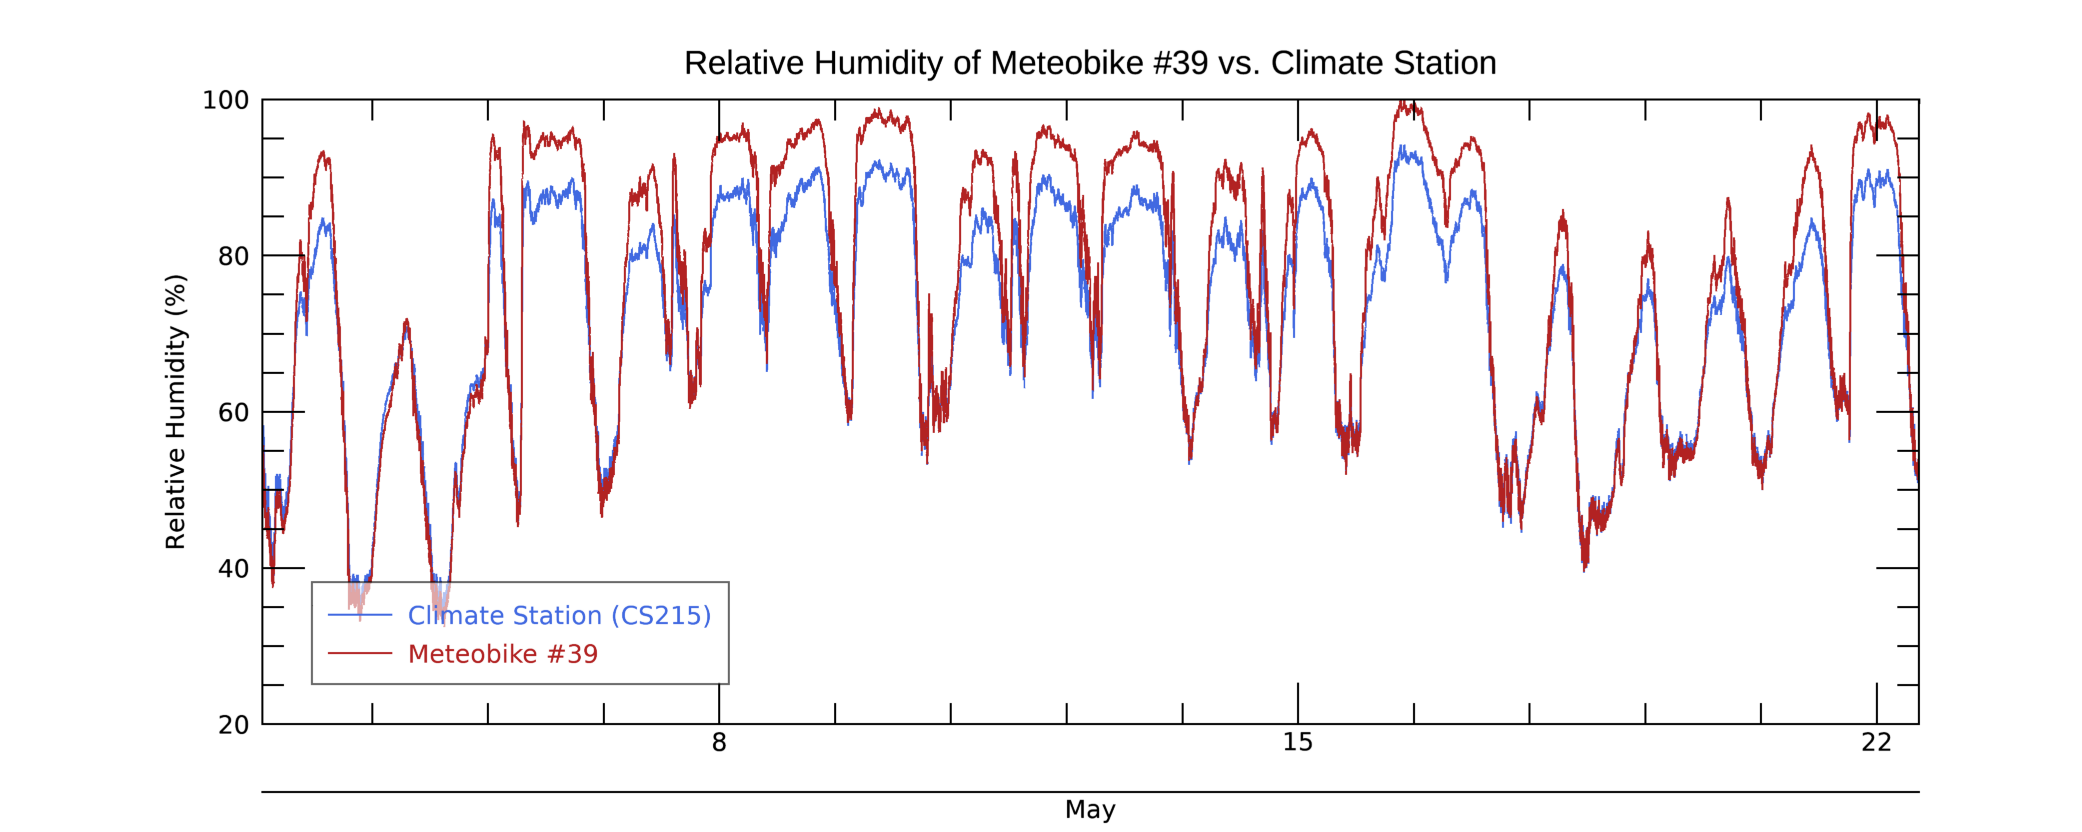 Relative Humidity of Meteobike #39 vs. Climate Station
Relative Humidity (%)
100
80
60
40
20
Climate Station (CS215)
Meteobike #39
8
15
22
May